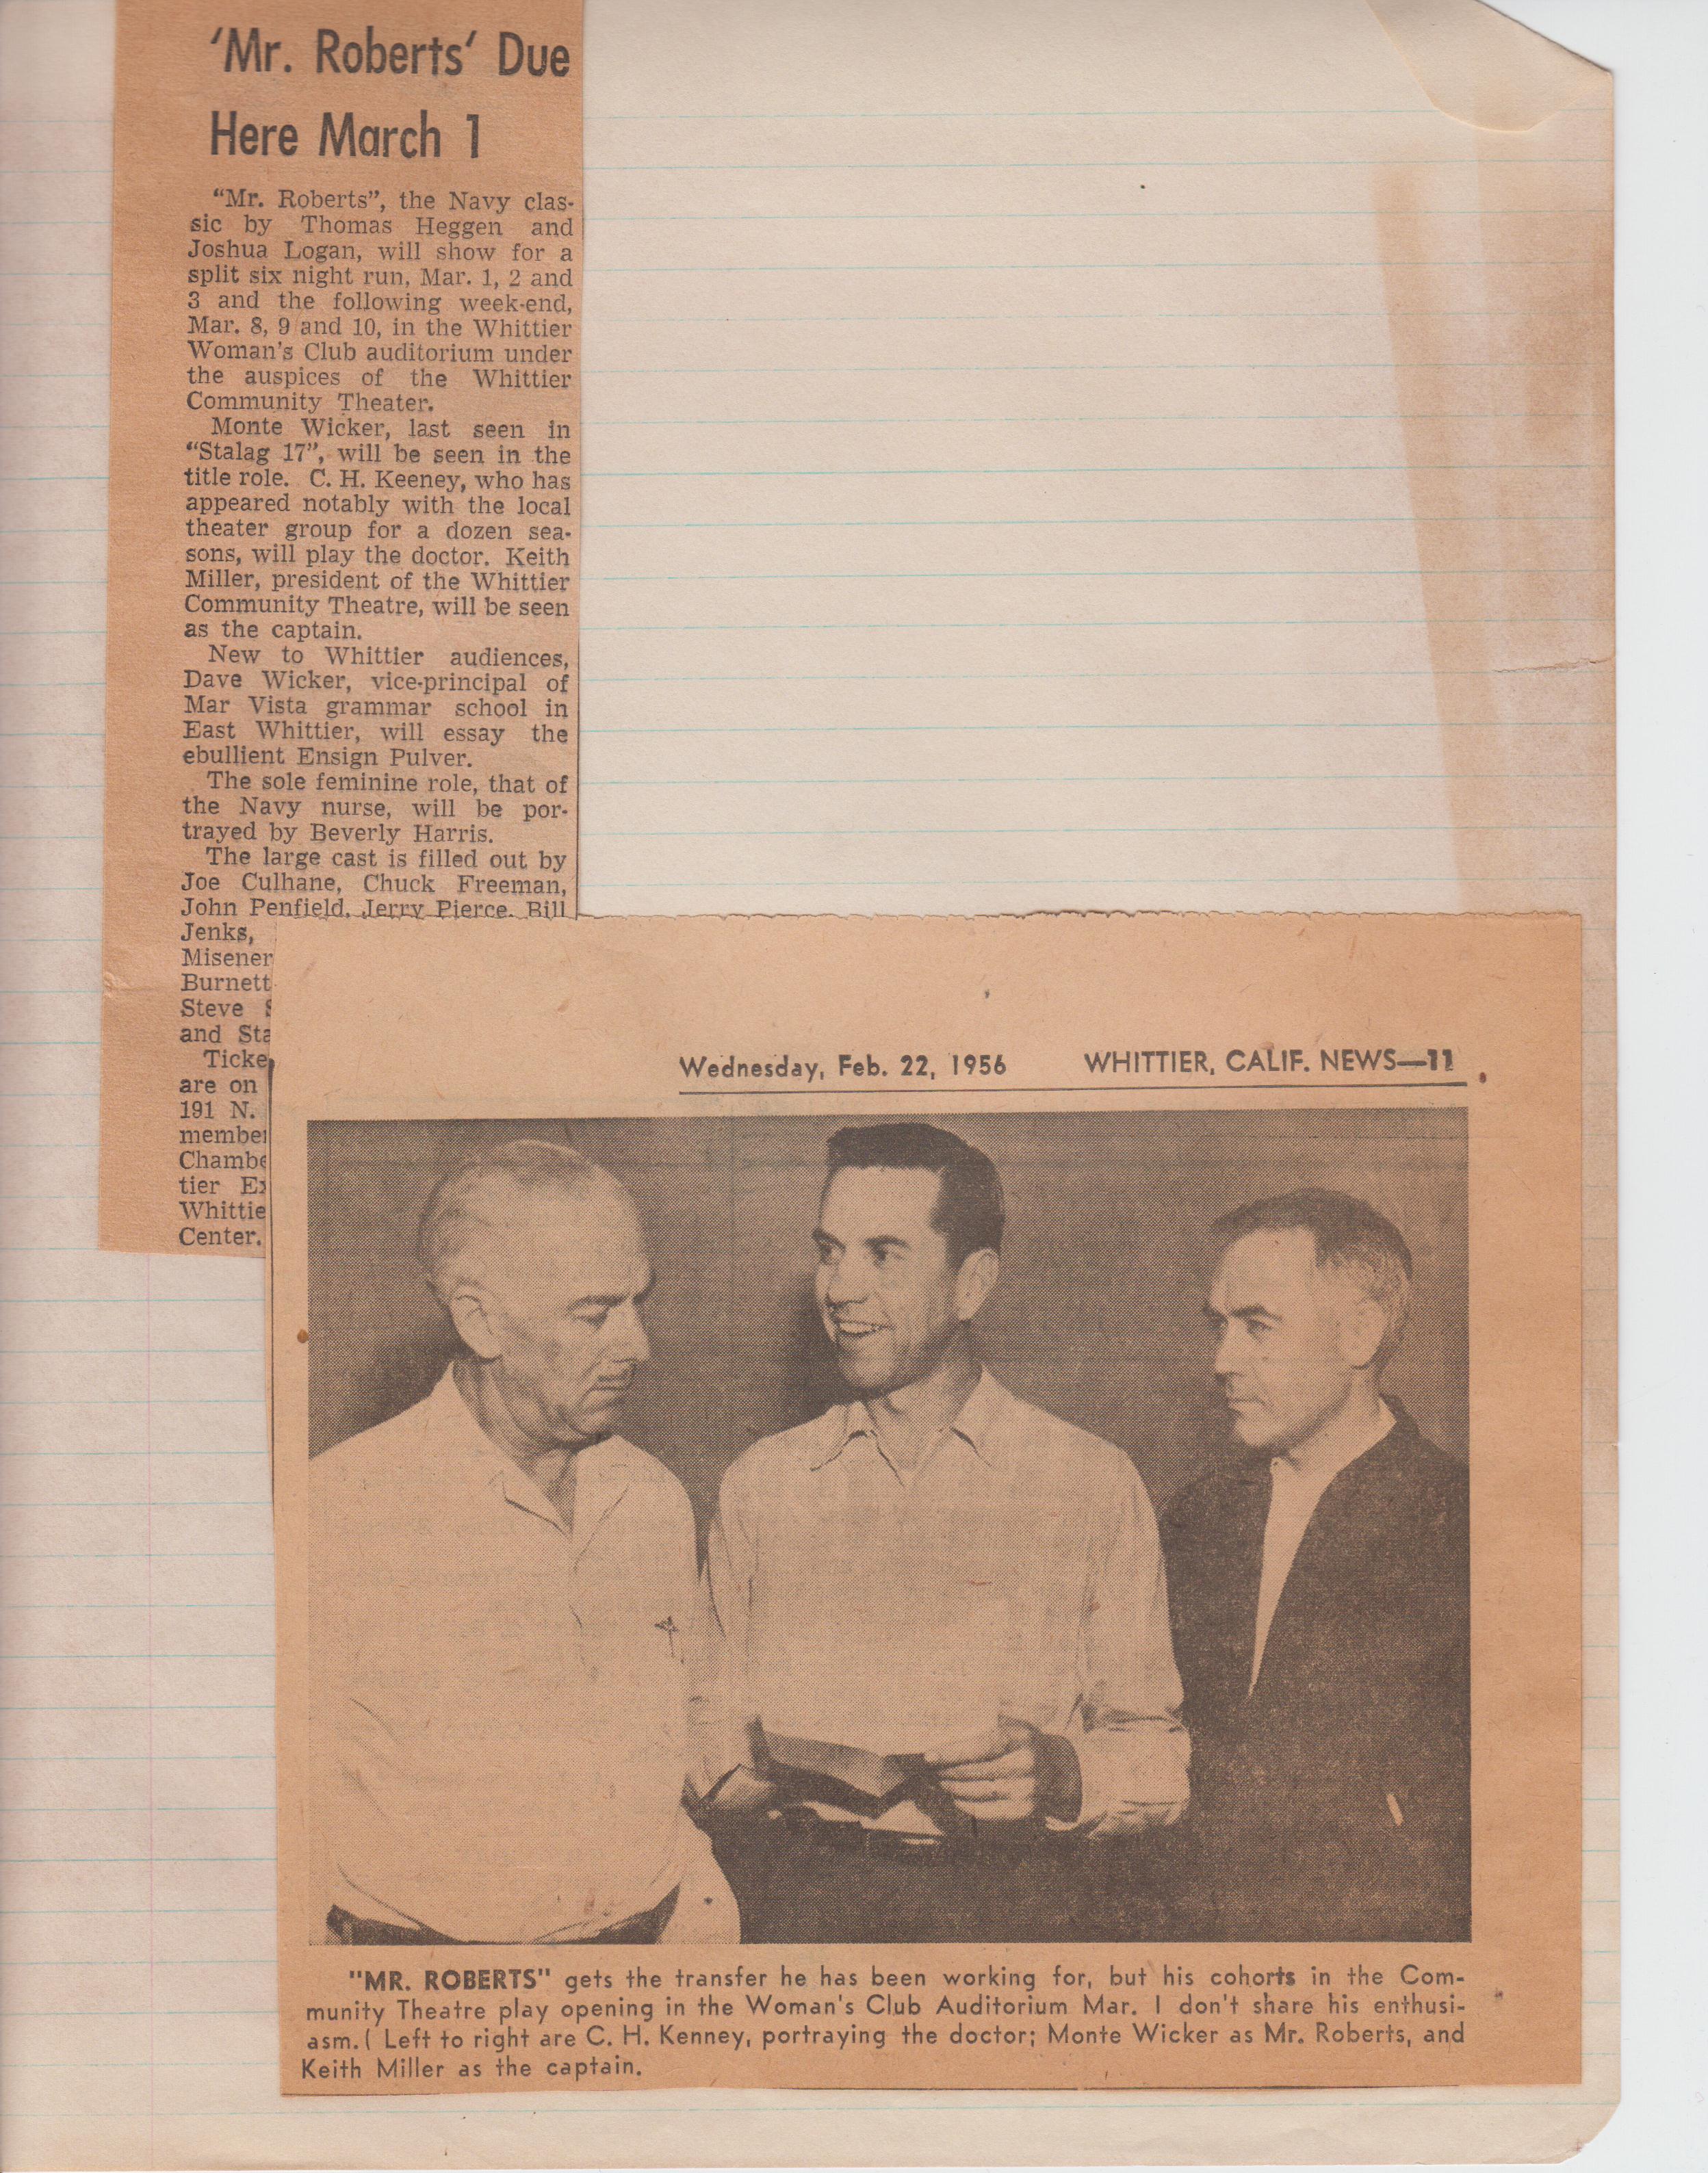 'Mr. Roberts' Due
Here March 1
"Mr. Roberts", the Navy clas-
sic by Thomas Heggen and
Joshua Logan, will show for a
split six night run, Mar. 1, 2 and
3 and the following week-end,
Mar. 8, 9 and 10, in the Whittier
Woman's Club auditorium under
the auspices of the Whittier
Community Theater.
Monte Wicker, last seen in
"Stalag 17", will be seen in the
title role. C. H. Keeney, who has
appeared notably with the local
theater group for a dozen sea-
sons, will play the doctor. Keith
Miller, president of the Whittier
Community Theatre, will be seen
as the captain.
New to Whittier audiences,
Dave Wicker, vice-principal of
Mar Vista grammar school in
East Whittier, will essay the
ebullient Ensign Pulver.
The sole feminine role, that of
the Navy nurse, will be por-
trayed by Beverly Harris.
The large cast is filled out by
Joe Culhane, Chuck Freeman,
John Penfield, Jerry Pierce, Bill
Jenks,
Misener
Burnett
Steve
and
are on
191 N.
Center.
Wednesday, Feb. 22, 1956 WHITTIER, CALIF. NEWS—11
"MR. ROBERTS" gets the transfer he has been working for, but his cohorts in the Com-
munity Theatre play opening in the Woman's Club Auditorium Mar. I don't share his enthusi-
asm. ( Left to right are C. H. Kenney, portraying the doctor; Monte Wicker as Mr. Roberts, and
Keith Miller as the captain.